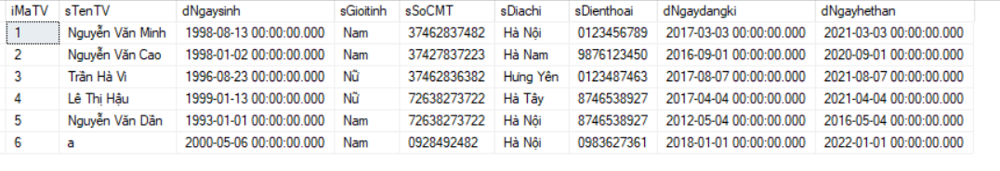 iMaTV sTenTV dNgaysinh sGioitinh sSoCMT sDiachi sDienthoai dNgaydangki dNgayhethan
1 Nguyễn Văn Minh 1998-08-13 00:00:00.000 Nam 37462837482 Hà Nội 0123456789 2017-03-03 00:00:00.000 2021-03-03 00:00:00.000
2 Nguyễn Văn Cao 1998-01-02 00:00:00.000 Nam 37427837223 Hà Nam 9876123450 2016-09-01 00:00:00.000 2020-09-01 00:00:00.000
3 Trần Hà Vi 1996-08-23 00:00:00.000 Nữ 37462836382 Hưng Yên 0123487463 2017-08-07 00:00:00.000 2021-08-07 00:00:00.000
4 Lê Thị Hậu 1999-01-13 00:00:00.000 Nữ 72638273722 Hà Tây 8746538927 2017-04-04 00:00:00.000 2021-04-04 00:00:00.000
5 Nguyễn Văn Dần 1993-01-01 00:00:00.000 Nam 72638273722 Hà Nội 8746538927 2012-05-04 00:00:00.000 2016-05-04 00:00:00.000
6 a 2000-05-06 00:00:00.000 Nam 0928492482 Hà Nội 0983627361 2018-01-01 00:00:00.000 2022-01-01 00:00:00.000